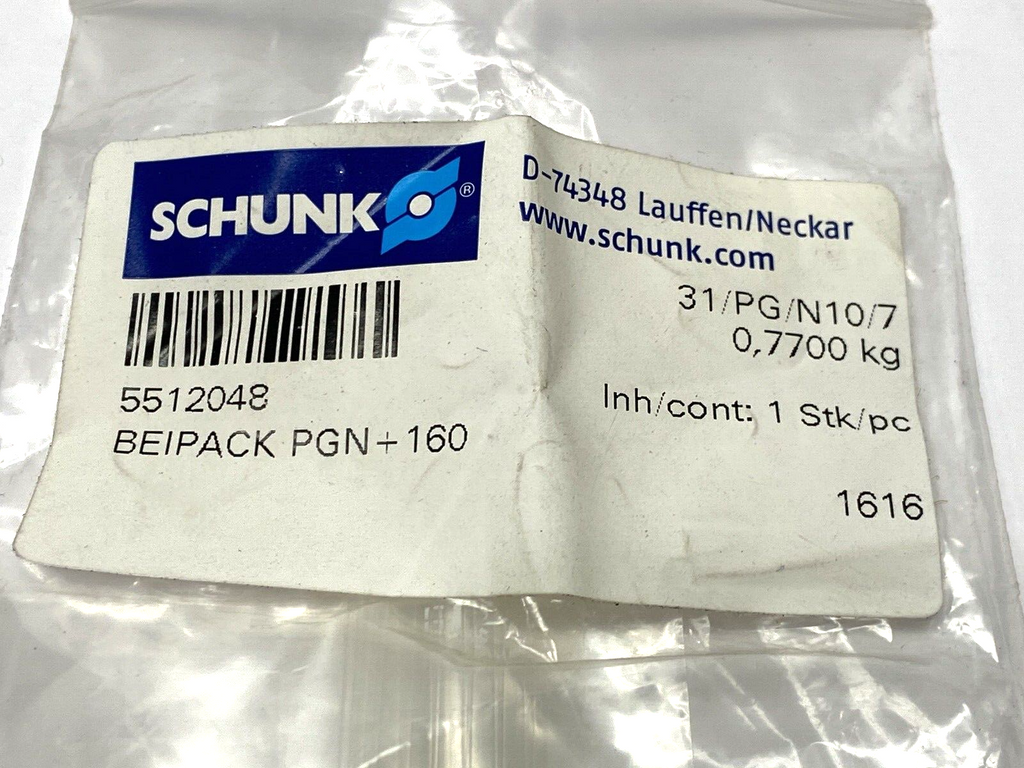 SCHUNK ®
D-74348 Lauffen/Neckar
www.schunk.com
31/PG/N10/7
0,7700 kg
5512048
BEIPACK PGN+160
Inh/cont: 1 Stk/pc
1616